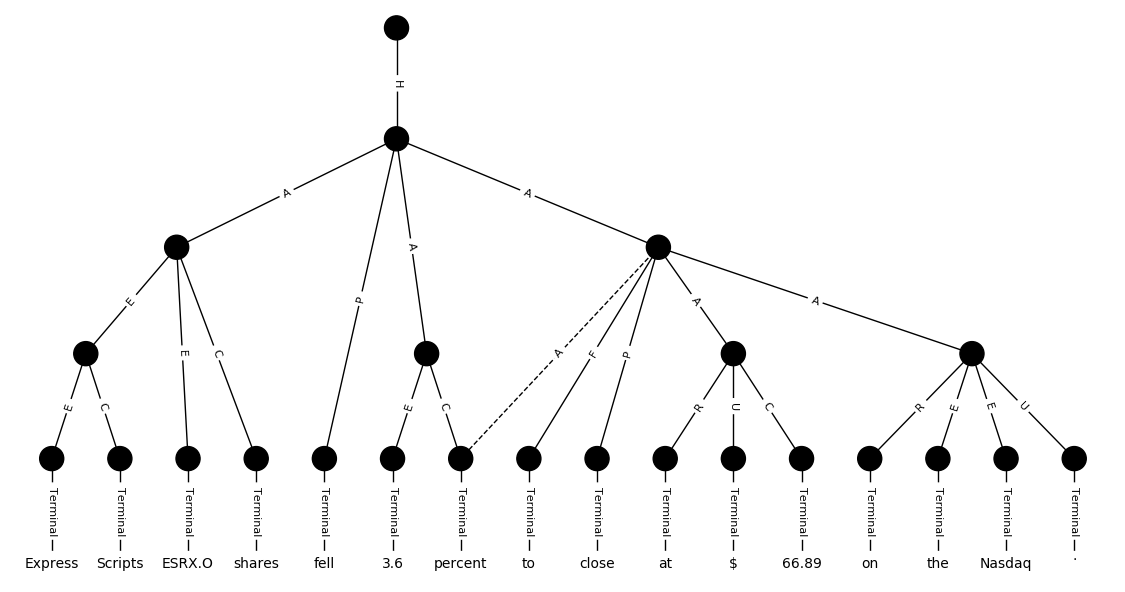 H
A A
P A
E E C A F P A A
E C E C R U C R E E U
Terminal Terminal Terminal Terminal Terminal Terminal Terminal Terminal Terminal Terminal Terminal Terminal Terminal Terminal Terminal Terminal
Express Scripts ESRX.O shares fell 3.6 percent to close at $ 66.89 on the Nasdaq .